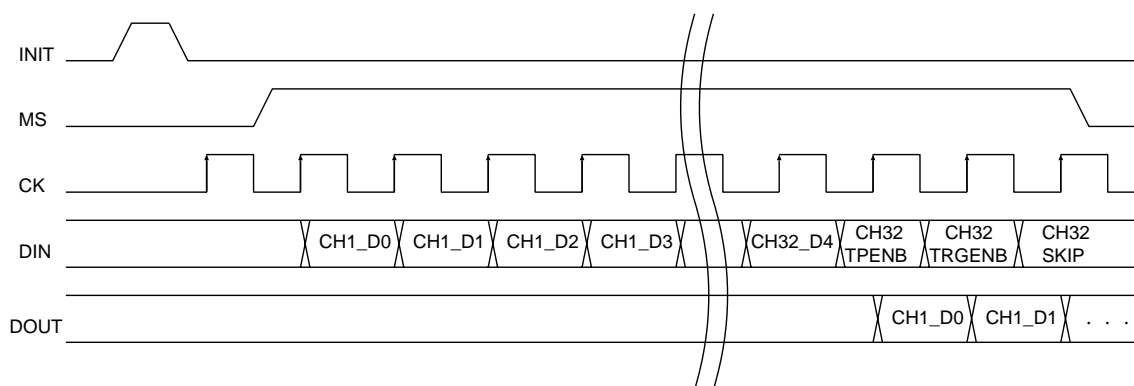 INIT
MS
CK
DIN
CH1_D0
CH1_D1
CH1_D2
CH1_D3
CH32_D4
CH32
TPENB
CH32
TRGENB
CH32
SKIP
DOUT
CH1_D0
CH1_D1
. . .